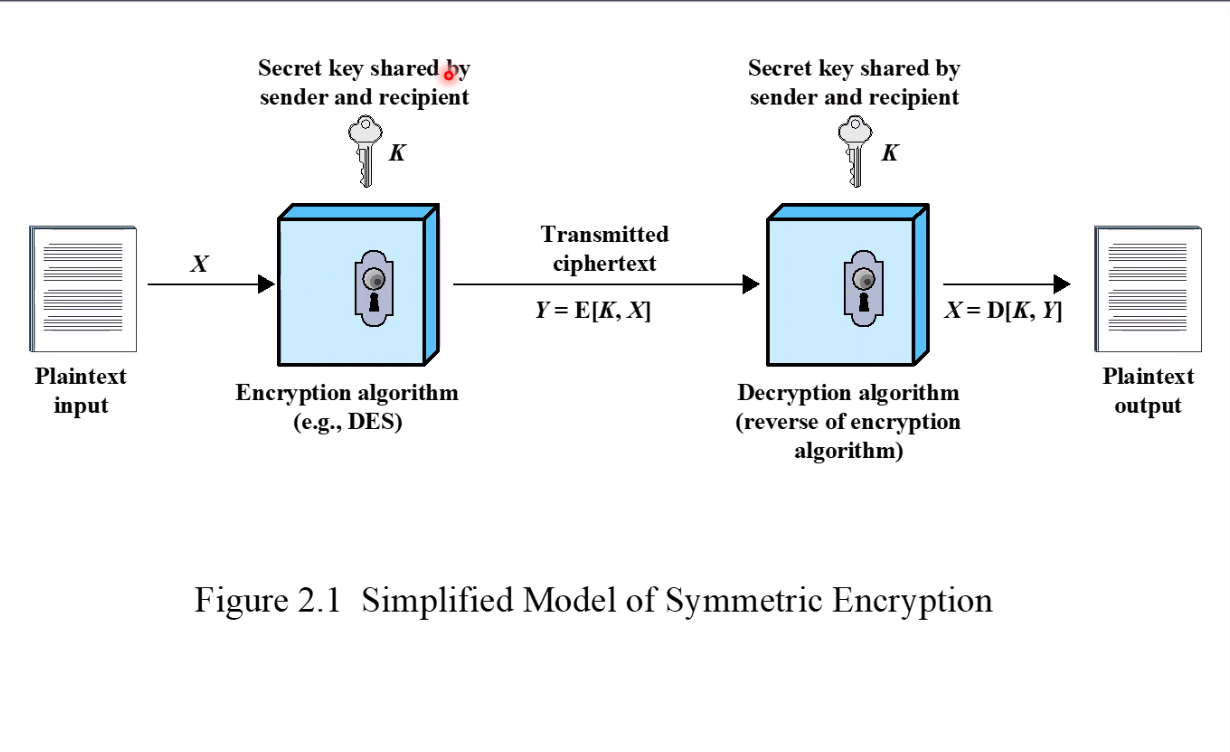 Secret key shared by
sender and recipient
K
Secret key shared by
sender and recipient
K
X
Transmitted
ciphertext
Y = E[K, X]
X = D[K, Y]
Plaintext
input
Encryption algorithm
(e.g., DES)
Decryption algorithm
(reverse of encryption
algorithm)
Plaintext
output
Figure 2.1 Simplified Model of Symmetric Encryption